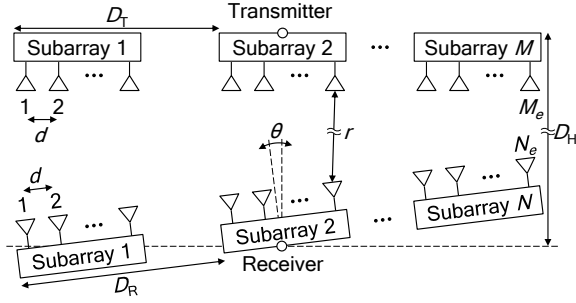 D_T
Transmitter
Subarray 1
Subarray 2
...
Subarray M
1 2 ... ... ...
d
M_e
θ
r
D_H
N_e
d
1 2 ... ... ...
Subarray 1
Subarray 2
...
Subarray N
D_R
Receiver